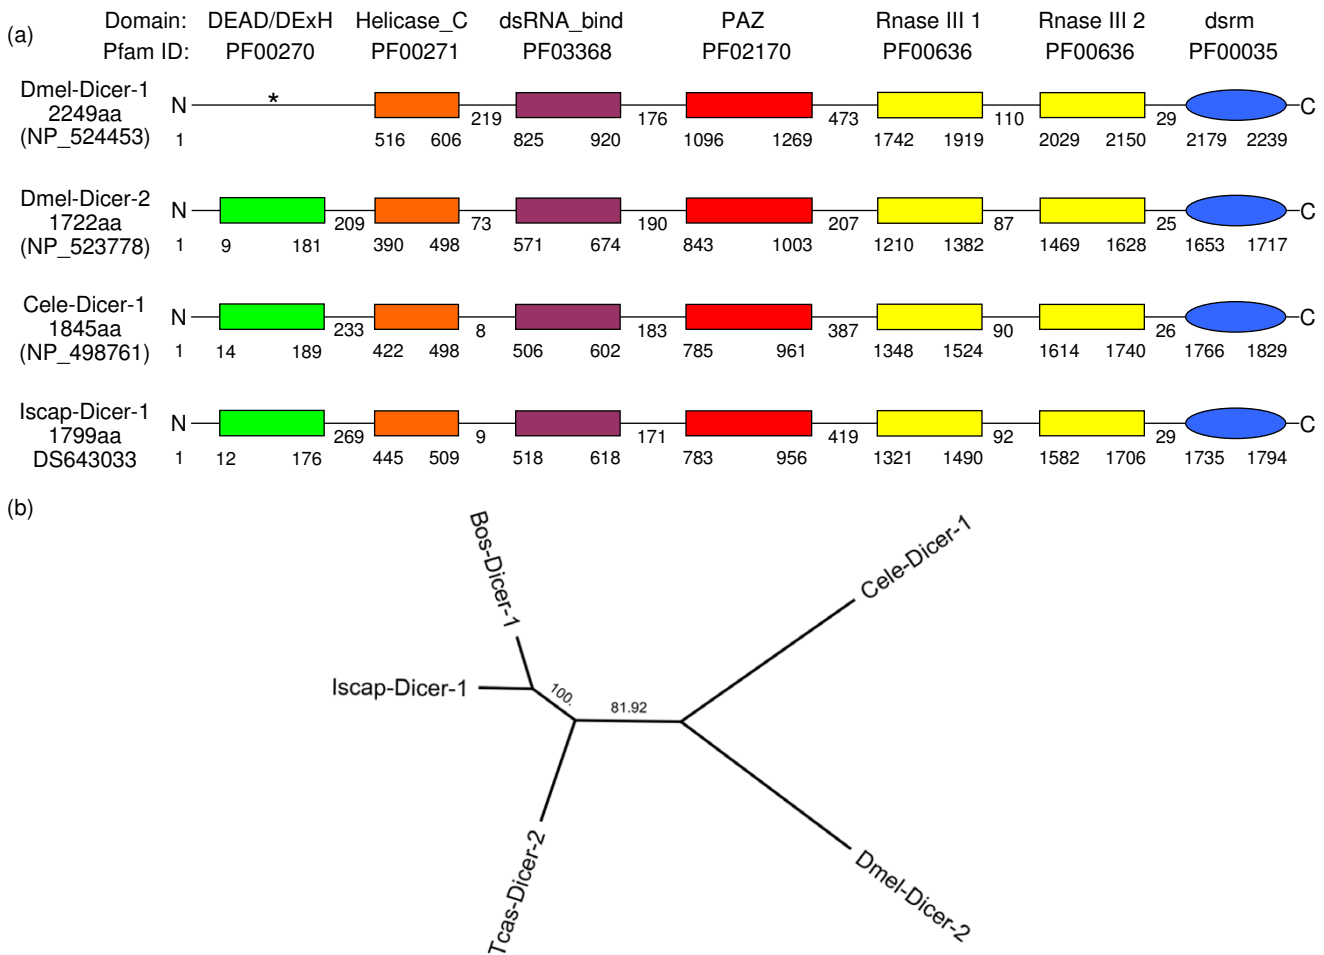 (a)
Domain: DEAD/DExH Helicase_C dsRNA_bind PAZ Rnase III 1 Rnase III 2 dsrm
Pfam ID: PF00270 PF00271 PF03368 PF02170 PF00636 PF00636 PF00035
Dmel-Dicer-1
2249aa
(NP_524453)
N * 219 176 473 110 29 C
1 516 606 825 920 1096 1269 1742 1919 2029 2150 2179 2239
Dmel-Dicer-2
1722aa
(NP_523778)
N 209 73 190 207 87 25 C
1 9 181 390 498 571 674 843 1003 1210 1382 1469 1628 1653 1717
Cele-Dicer-1
1845aa
(NP_498761)
N 233 8 183 387 90 26 C
1 14 189 422 498 506 602 785 961 1348 1524 1614 1740 1766 1829
Iscap-Dicer-1
1799aa
DS643033
N 269 9 171 419 92 29 C
1 12 176 445 509 518 618 783 956 1321 1490 1582 1706 1735 1794
(b)
Bos-Dicer-1
Cele-Dicer-1
Iscap-Dicer-1
100.
81.92
Tcas-Dicer-2
Dmel-Dicer-2